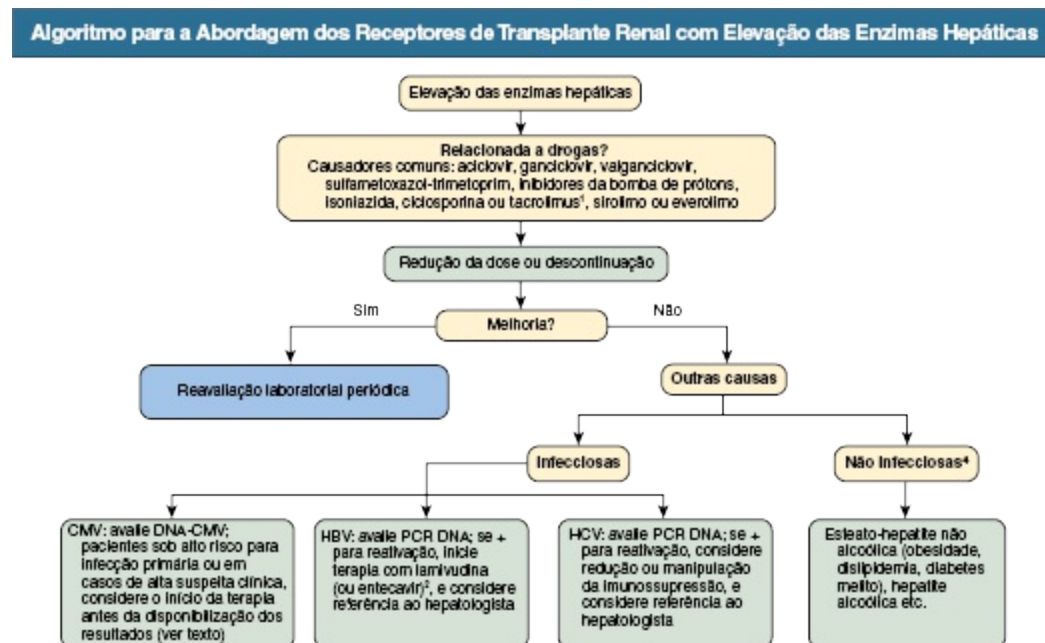 Algoritmo para a Abordagem dos Receptores de Transplante Renal com Elevação das Enzimas Hepáticas
Elevação das enzimas hepáticas
Relacionada a drogas?
Causadores comuns: aciclovir, ganciclovir, valganciclovir,
sulfametoxazol-trimetoprim, inibidores da bomba de prótons,
isoniazida, ciclosporina ou tacrolimus¹, sirolimo ou everolimo
Redução da dose ou descontinuação
Sim
Melhoria?
Não
Reavaliação laboratorial periódica
Outras causas
Infecciosas
Não infecciosas⁴
CMV: avalie DNA-CMV;
pacientes sob alto risco para
infecção primária ou em
casos de alta suspeita clínica,
considere o início da terapia
antes da disponibilização dos
resultados (ver texto)
HBV: avalie PCR DNA; se +
para reativação, inicie
terapia com lamivudina
(ou entecavir)², e considere
referência ao hepatologista
HCV: avalie PCR DNA; se +
para reativação, considere
redução ou manipulação
da imunossupressão, e
considere referência ao
hepatologista
Esteato-hepatite não
alcoólica (obesidade,
dislipidemia, diabetes
melito), hepatite
alcoólica etc.